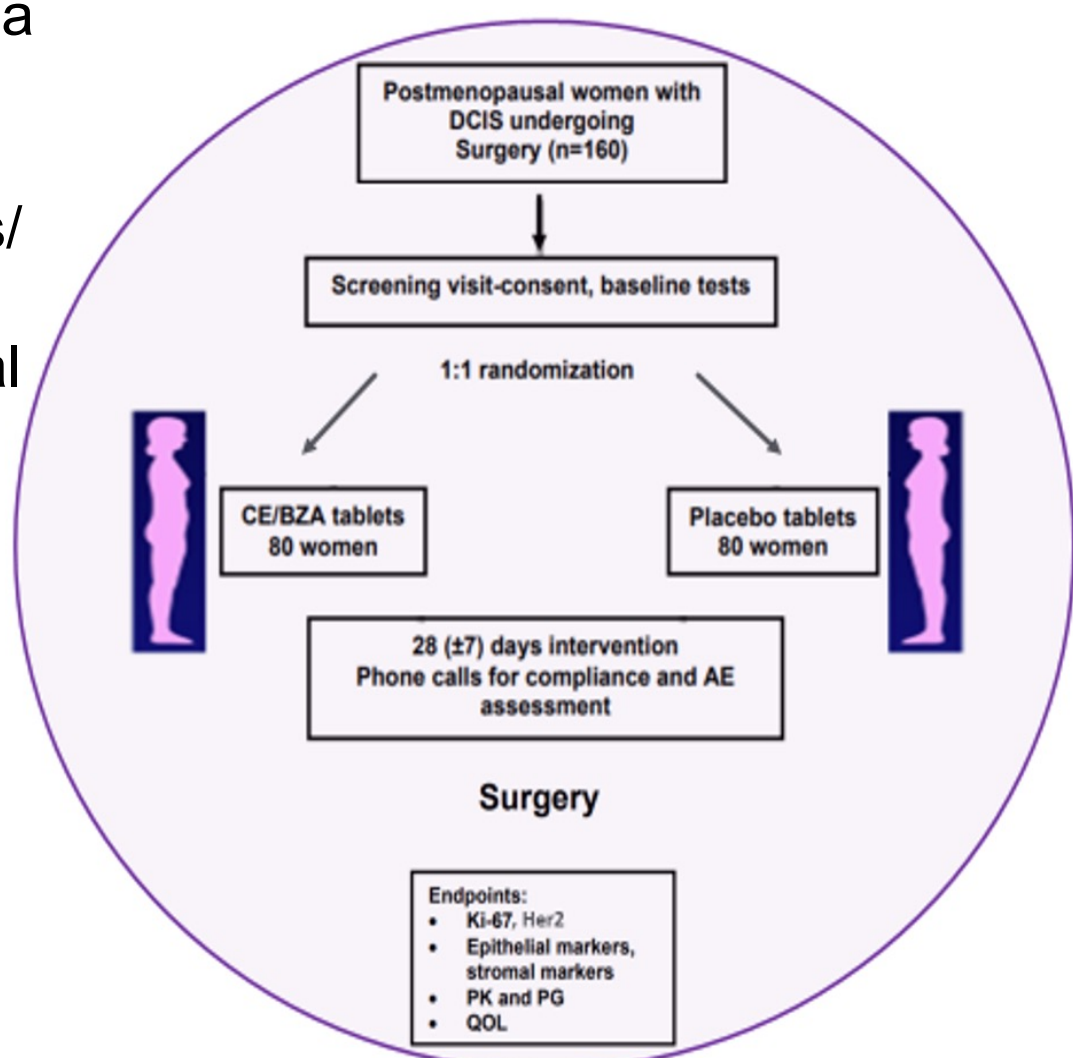 a
s/
al
Postmenopausal women with
DCIS undergoing
Surgery (n=160)
Screening visit-consent, baseline tests
1:1 randomization
CE/BZA tablets
80 women
Placebo tablets
80 women
28 (±7) days intervention
Phone calls for compliance and AE
assessment
Surgery
Endpoints:
• Ki-67, Her2
• Epithelial markers,
stromal markers
• PK and PG
• QOL